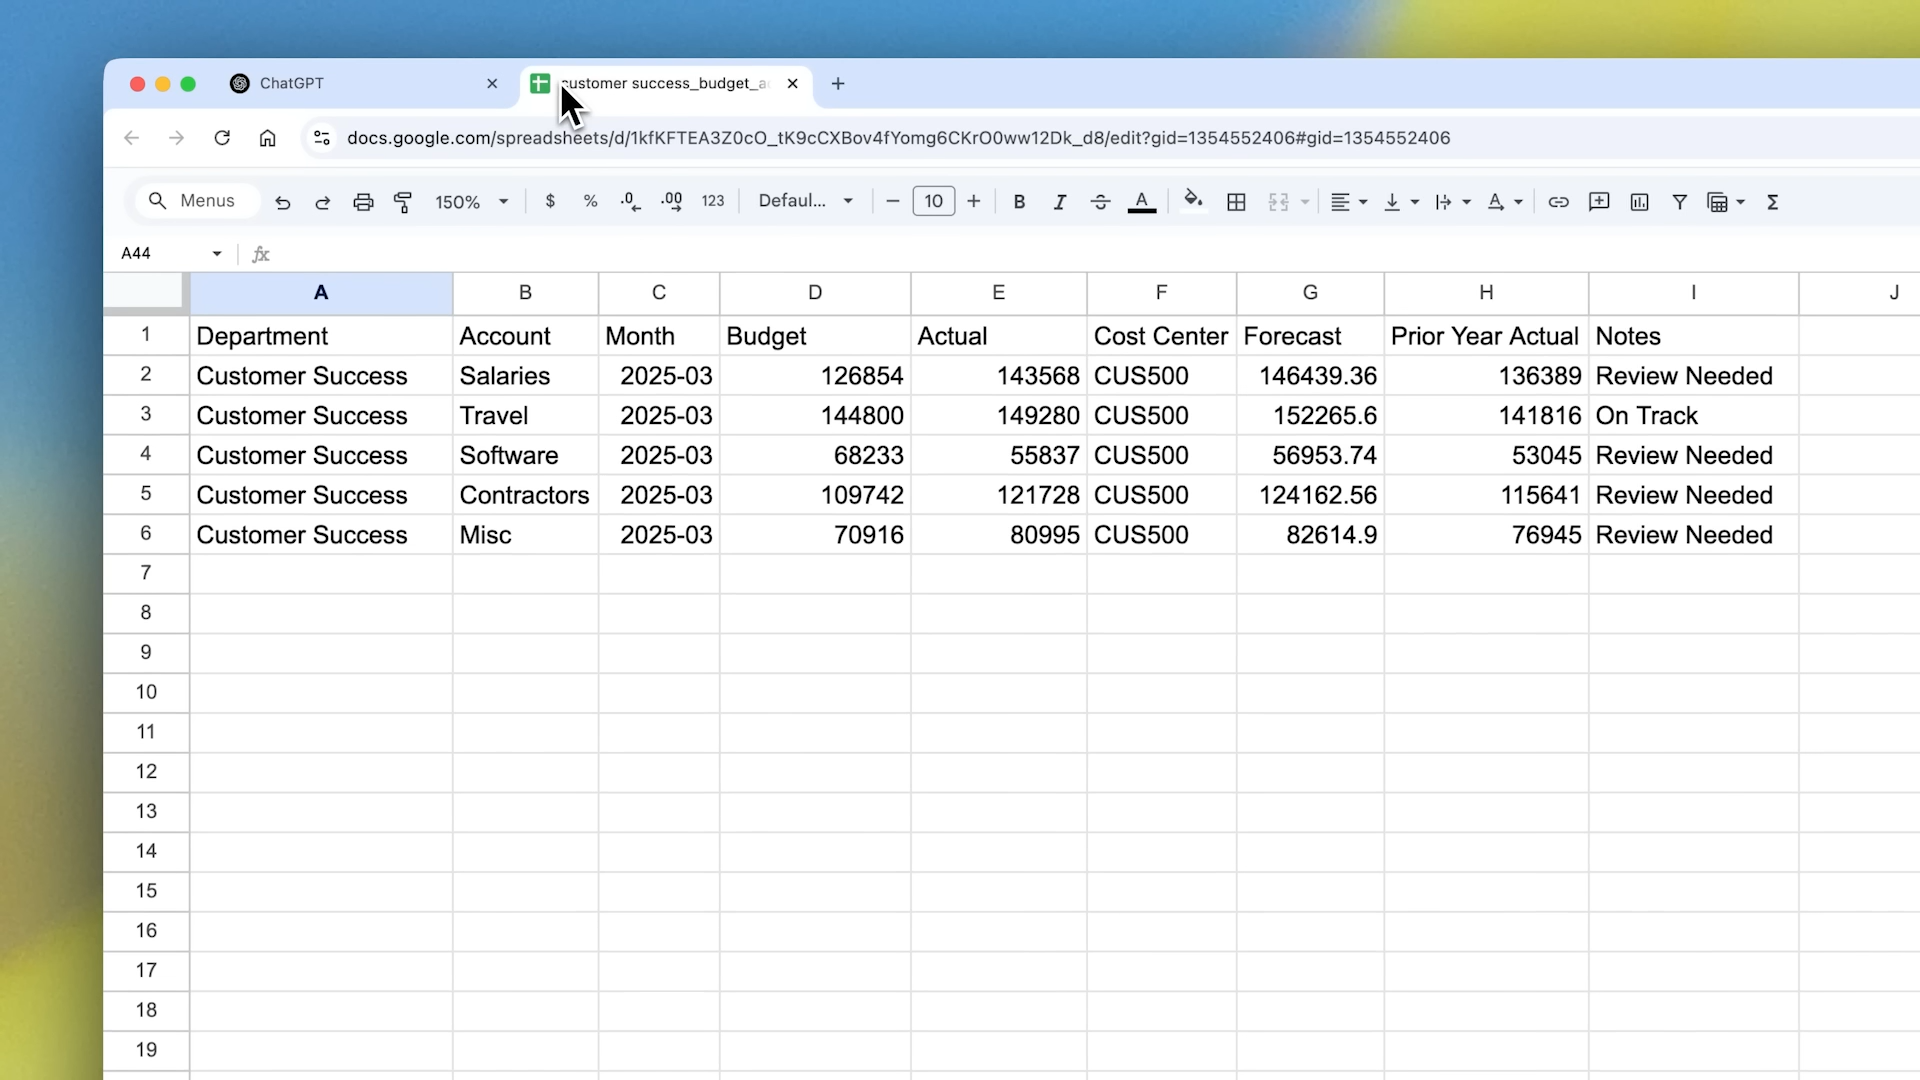 ChatGPT customer success_budget_a
docs.google.com/spreadsheets/d/1kfKFTEA3Z0cO_tK9cCXBov4fYomg6CKrO0ww12Dk_d8/edit?gid=1354552406#gid=1354552406
Menus 150% $ % .0 .00 123 Defaul... 10 B I S A A Σ
A44 fx
A B C D E F G H I J
1 Department Account Month Budget Actual Cost Center Forecast Prior Year Actual Notes
2 Customer Success Salaries 2025-03 126854 143568 CUS500 146439.36 136389 Review Needed
3 Customer Success Travel 2025-03 144800 149280 CUS500 152265.6 141816 On Track
4 Customer Success Software 2025-03 68233 55837 CUS500 56953.74 53045 Review Needed
5 Customer Success Contractors 2025-03 109742 121728 CUS500 124162.56 115641 Review Needed
6 Customer Success Misc 2025-03 70916 80995 CUS500 82614.9 76945 Review Needed
7
8
9
10
11
12
13
14
15
16
17
18
19